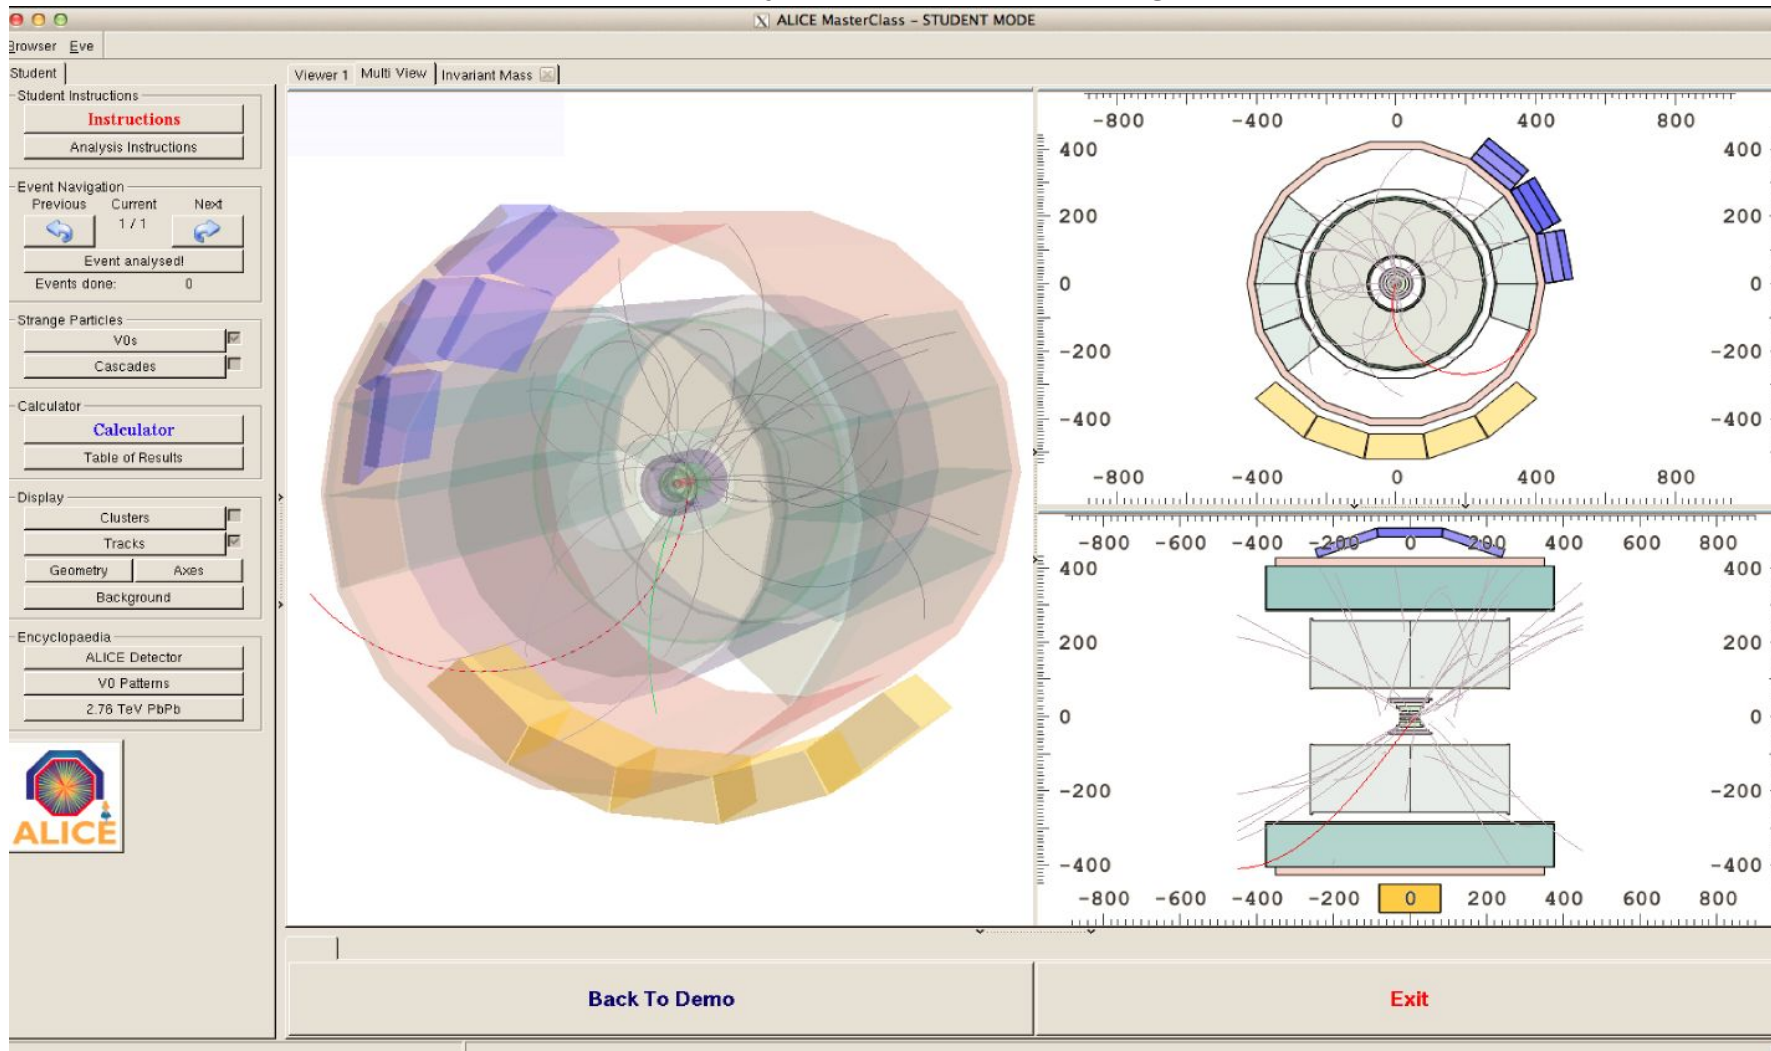 ALICE MasterClass – STUDENT MODE
Browser Eve
Student
Viewer 1 Multi View Invariant Mass
Student Instructions
Instructions
Analysis Instructions
Event Navigation
Previous Current Next
1 / 1
Event analysed!
Events done: 0
Strange Particles
V0s
Cascades
Calculator
Calculator
Table of Results
Display
Clusters
Tracks
Geometry Axes
Background
Encyclopaedia
ALICE Detector
V0 Patterns
2.76 TeV PbPb
ALICE
-800 -400 0 400 800
400 400
200 200
0 0
-200 -200
-400 -400
-800 -400 0 400 800
-800 -600 -400 -200 0 200 400 600 800
400 400
200 200
0 0
-200 -200
-400 -400
-800 -600 -400 -200 0 200 400 600 800
Back To Demo
Exit